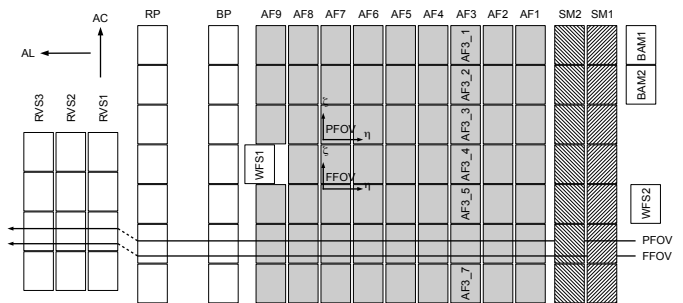 RP BP AF9 AF8 AF7 AF6 AF5 AF4 AF3 AF2 AF1 SM2 SM1
AC
AL
RVS3 RVS2 RVS1
BAM1
BAM2
AF3_1
AF3_2
AF3_3
AF3_4
AF3_5
AF3_7
ζ
PFOV η
ζ
FFOV
η
WFS1
WFS2
PFOV
FFOV